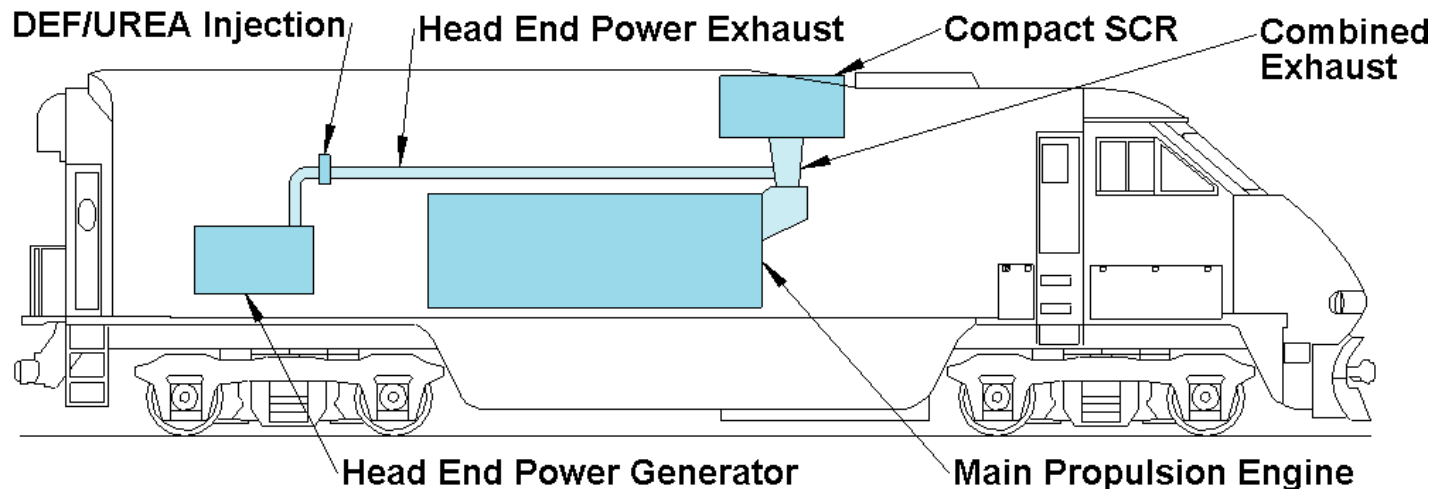 DEF/UREA Injection
Head End Power Exhaust
Compact SCR
Combined
Exhaust
Head End Power Generator
Main Propulsion Engine